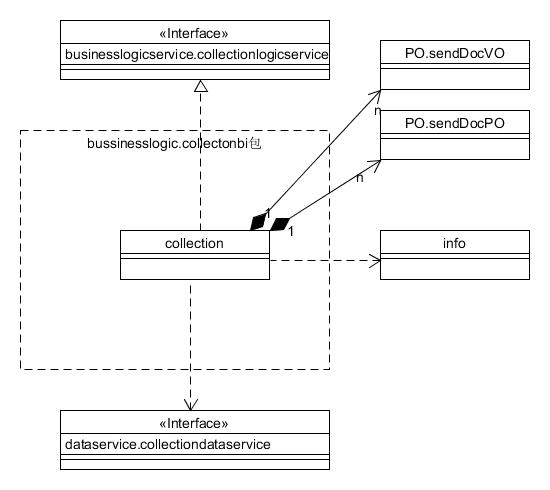 «Interface»
businesslogicservice.collectionlogicservice
PO.sendDocVO
n
PO.sendDocPO
bussinesslogic.collectonbi包
n
1
1
collection
info
«Interface»
dataservice.collectiondataservice